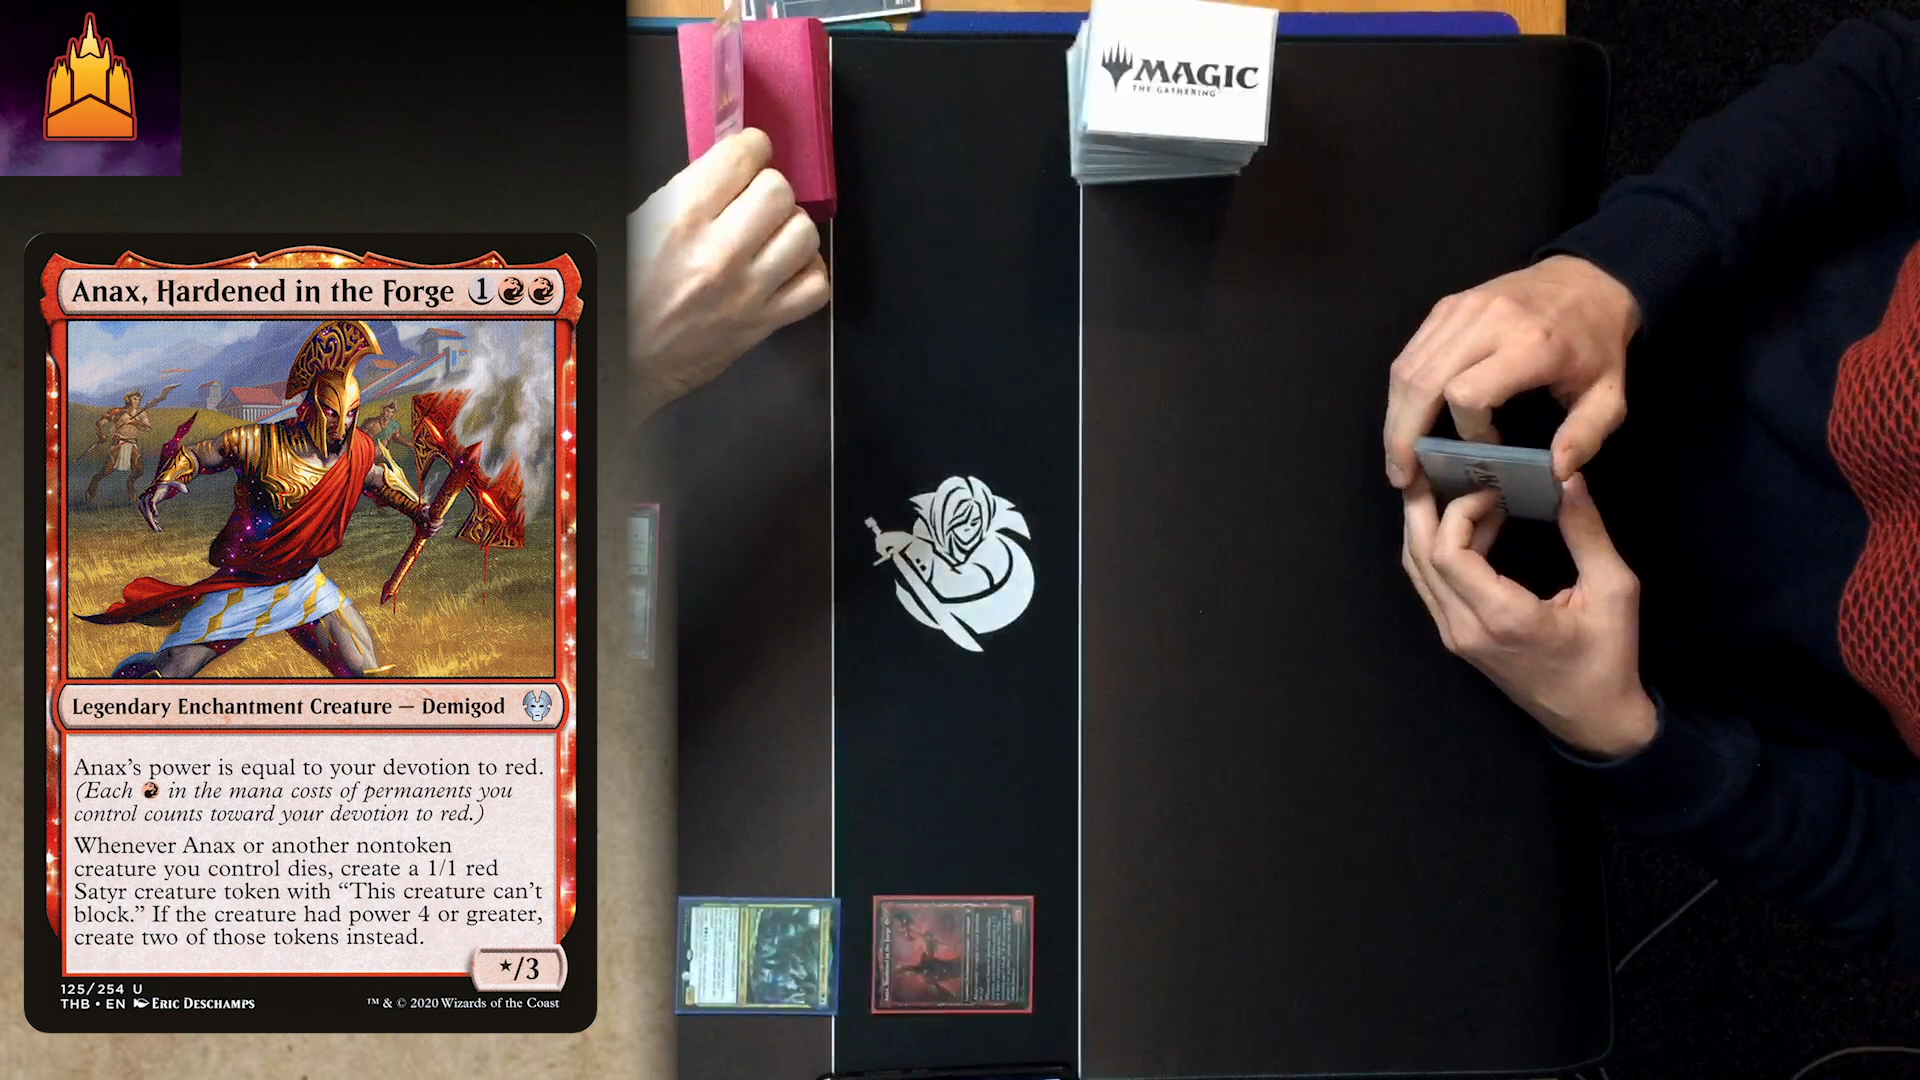 Anax, Hardened in the Forge 1
Legendary Enchantment Creature — Demigod
Anax's power is equal to your devotion to red.
(Each in the mana costs of permanents you
control counts toward your devotion to red.)
Whenever Anax or another nontoken
creature you control dies, create a 1/1 red
Satyr creature token with “This creature can't
block.” If the creature had power 4 or greater,
create two of those tokens instead.
★/3
125/254 U
THB • EN Eric Deschamps
™ & © 2020 Wizards of the Coast
MAGIC
THE GATHERING